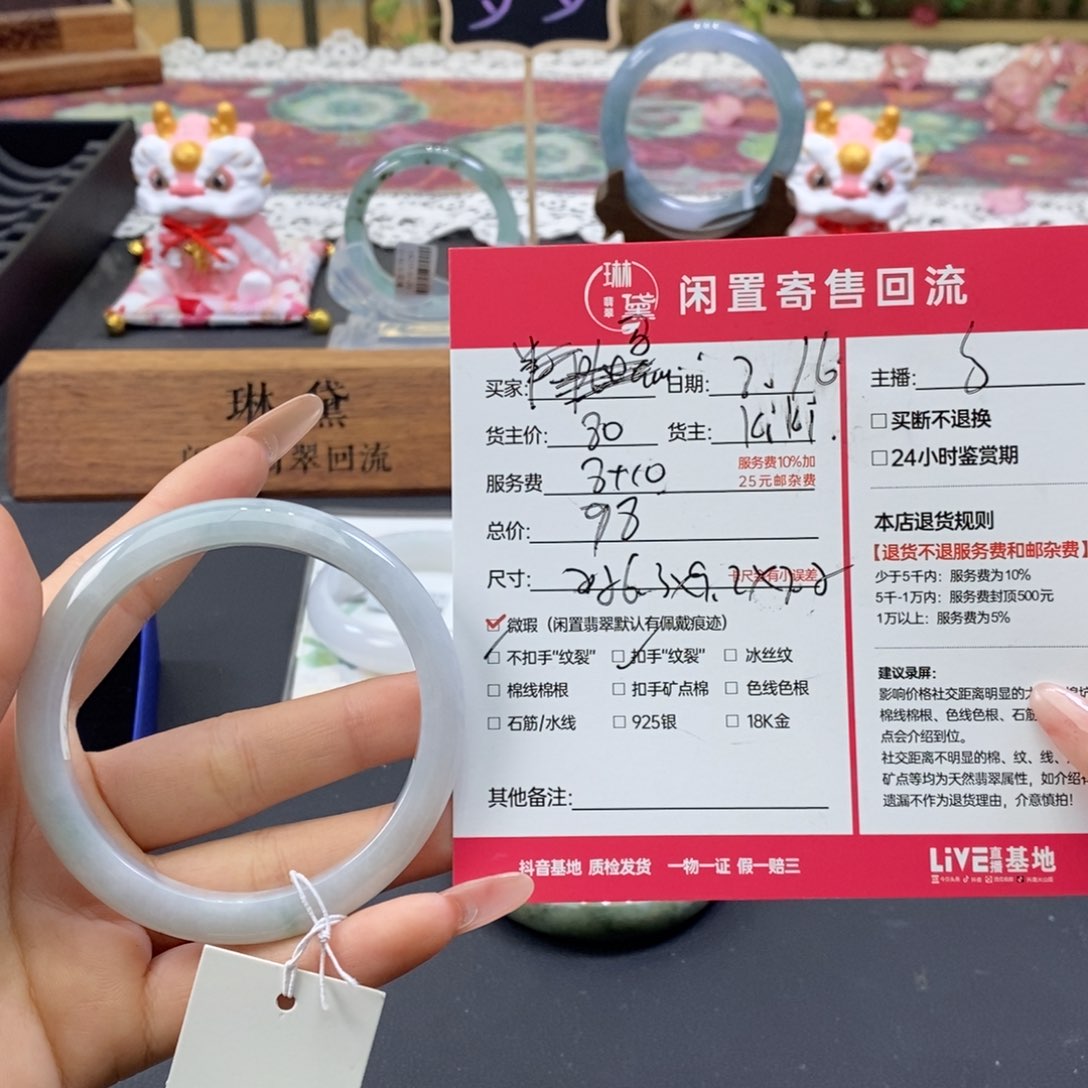 琳黛
翡翠
闲置寄售回流
琳黛
翡翠回流
买家:
日期: 7.16
货主价: 80
货主: kiki.
服务费 8+10
服务费10%加
25元邮杂费
总价: 98
尺寸:
卡尺会有小误差
☑微瑕（闲置翡翠默认有佩戴痕迹）
□ 不扣手"纹裂" □ 扣手"纹裂" □ 冰丝纹
□ 棉线棉根 □ 扣手矿点棉 □ 色线色根
□ 石筋/水线 □ 925银 □ 18K金
其他备注:
主播:
□买断不退换
□24小时鉴赏期
本店退货规则
【退货不退服务费和邮杂费】
少于5千内：服务费为10%
5千-1万内：服务费封顶500元
1万以上：服务费为5%
建议录屏：
影响价格社交距离明显的
棉线棉根、色线色根、石筋
点会介绍到位。
社交距离不明显的棉、纹、线、
矿点等均为天然翡翠属性，如介绍
遗漏不作为退货理由，介意慎拍！
抖音基地 质检发货 一物一证 假一赔三
LiVE直播基地